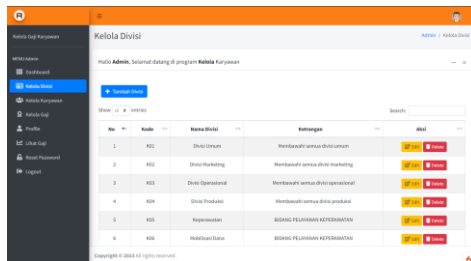 Kelola Gaji Karyawan
MENU Admin
Dashboard
Kelola Divisi
Kelola Karyawan
Kelola Gaji
Profile
Lihat Gaji
Reset Password
Logout
Kelola Divisi
Admin / Kelola Divisi
Hallo Admin, Selamat datang di program Kelola Karyawan
+ Tambah Divisi
Show 10 entries
Search:
No Kode Nama Divisi Ketrangan Aksi
1 K01 Divisi Umum Membawahi semua divisi umum Edit Delete
2 K02 Divisi Marketing Membawahi semua divisi marketing Edit Delete
3 K03 Divisi Operasional Membawahi semua divisi operasional Edit Delete
4 K04 Divisi Produksi Membawahi semua divisi produksi Edit Delete
5 K05 Keperawatan BIDANG PELAYANAN KEPERAWATAN Edit Delete
6 K06 Mobilisasi Dana BIDANG PELAYANAN KEPERAWATAN Edit Delete
Copyright © 2023 All rights reserved.